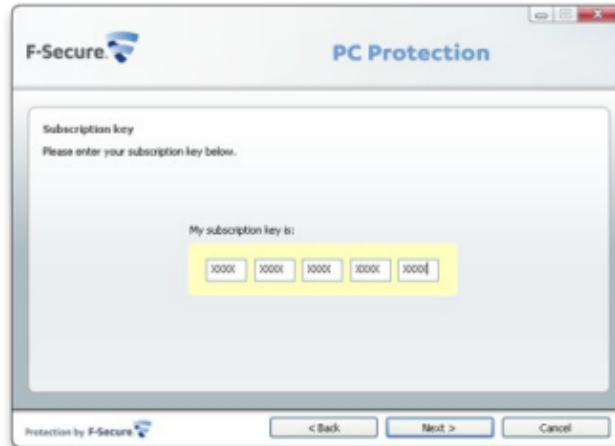 F-Secure.
PC Protection
Subscription key
Please enter your subscription key below.
My subscription key is:
XXXX XXXX XXXX XXXX XXXX
Protection by F-Secure
< Back Next > Cancel